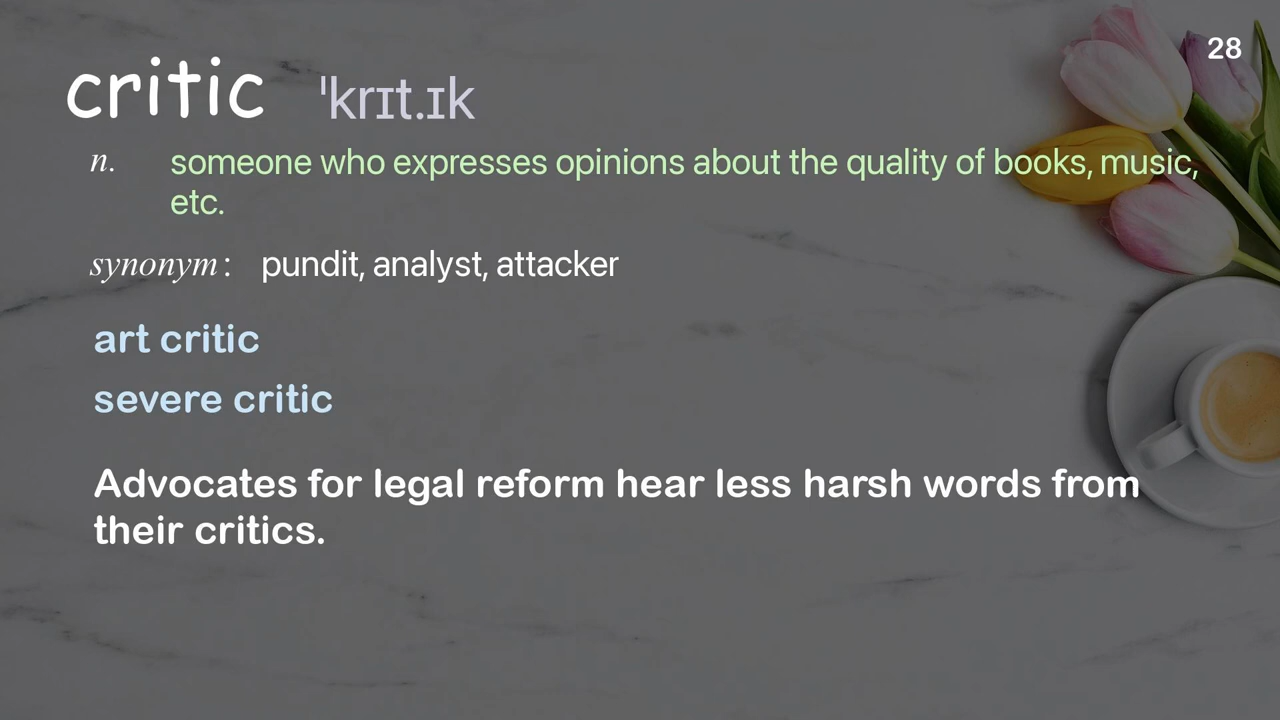 28
critic ˈkrɪt.ɪk
n. someone who expresses opinions about the quality of books, music,
etc.
synonym : pundit, analyst, attacker
art critic
severe critic
Advocates for legal reform hear less harsh words from
their critics.